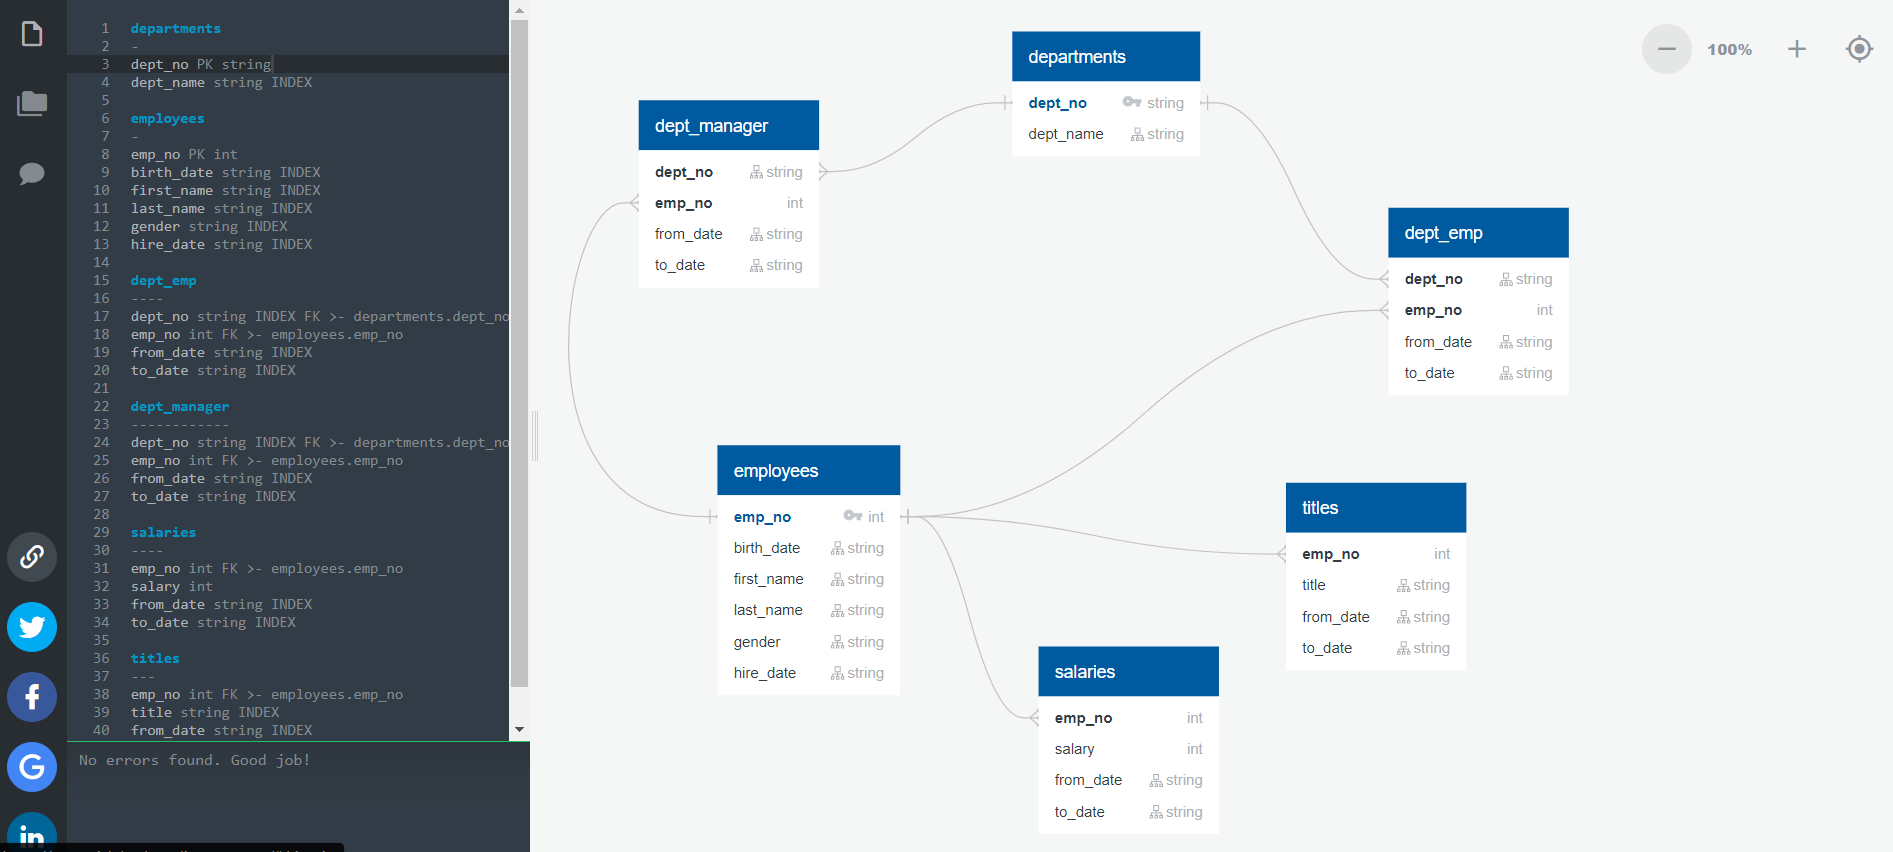 1 departments
2 -
3 dept_no PK string
4 dept_name string INDEX
5
6 employees
7 -
8 emp_no PK int
9 birth_date string INDEX
10 first_name string INDEX
11 last_name string INDEX
12 gender string INDEX
13 hire_date string INDEX
14
15 dept_emp
16 ----
17 dept_no string INDEX FK >- departments.dept_no
18 emp_no int FK >- employees.emp_no
19 from_date string INDEX
20 to_date string INDEX
21
22 dept_manager
23 ------------
24 dept_no string INDEX FK >- departments.dept_no
25 emp_no int FK >- employees.emp_no
26 from_date string INDEX
27 to_date string INDEX
28
29 salaries
30 ----
31 emp_no int FK >- employees.emp_no
32 salary int
33 from_date string INDEX
34 to_date string INDEX
35
36 titles
37 ---
38 emp_no int FK >- employees.emp_no
39 title string INDEX
40 from_date string INDEX
No errors found. Good job!
f
G
in
100%
departments
dept_no string
dept_name string
dept_manager
dept_no string
emp_no int
from_date string
to_date string
dept_emp
dept_no string
emp_no int
from_date string
to_date string
employees
emp_no int
birth_date string
first_name string
last_name string
gender string
hire_date string
titles
emp_no int
title string
from_date string
to_date string
salaries
emp_no int
salary int
from_date string
to_date string